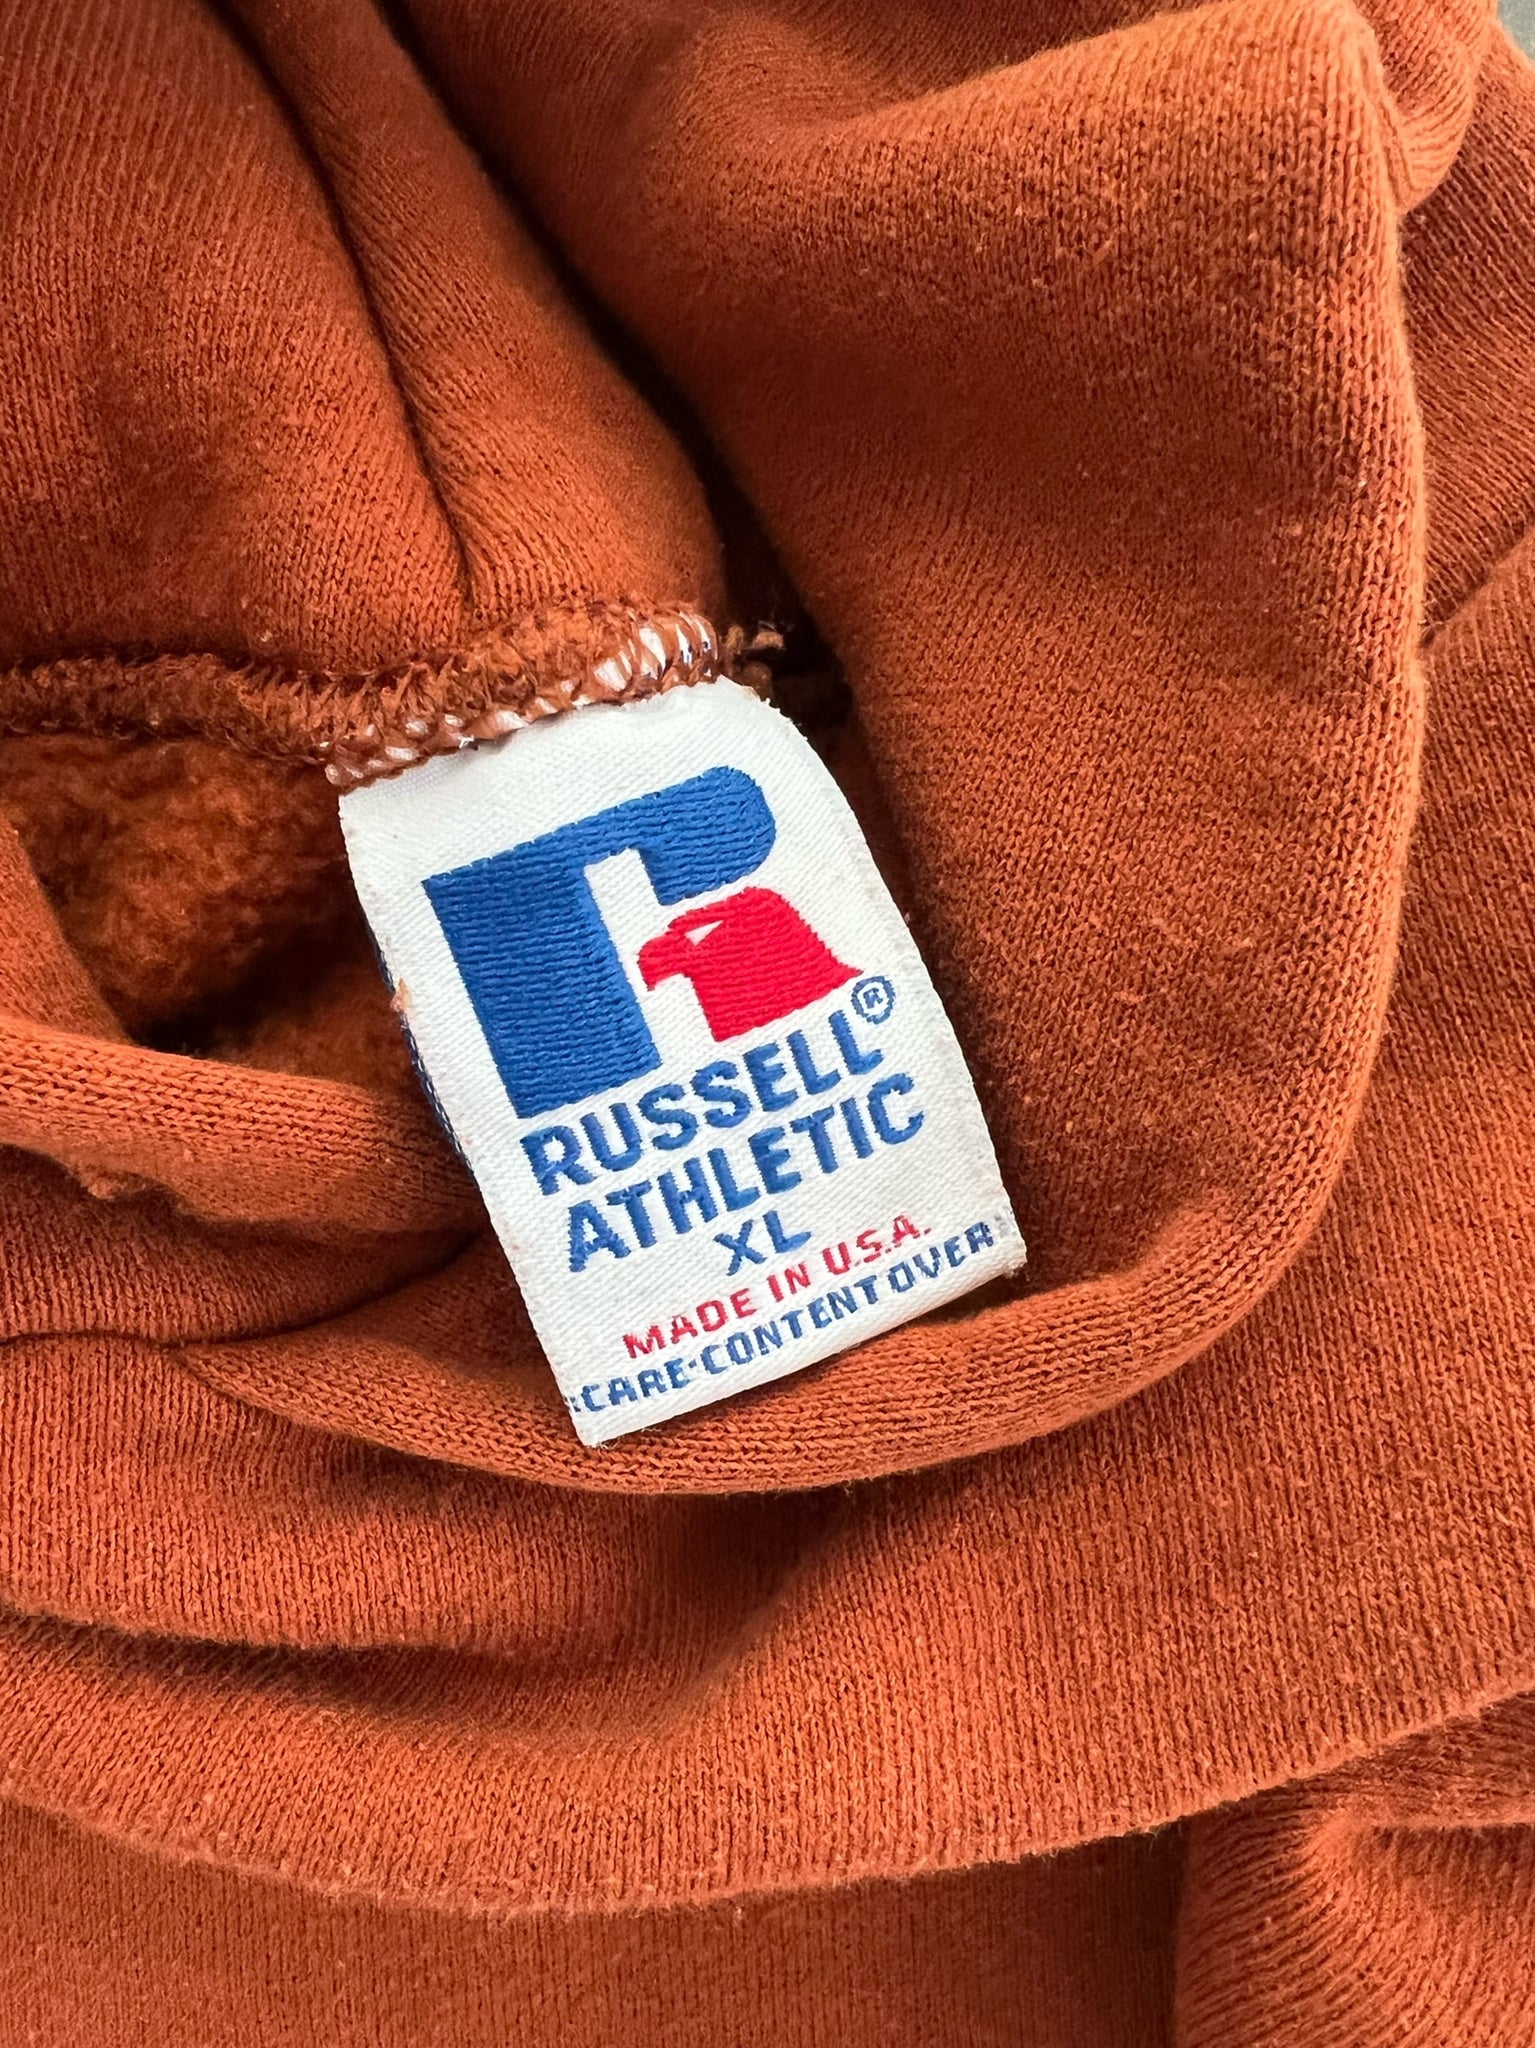 RUSSELL®
ATHLETIC
XL
MADE IN U.S.A.
CARE·CONTENT OVER